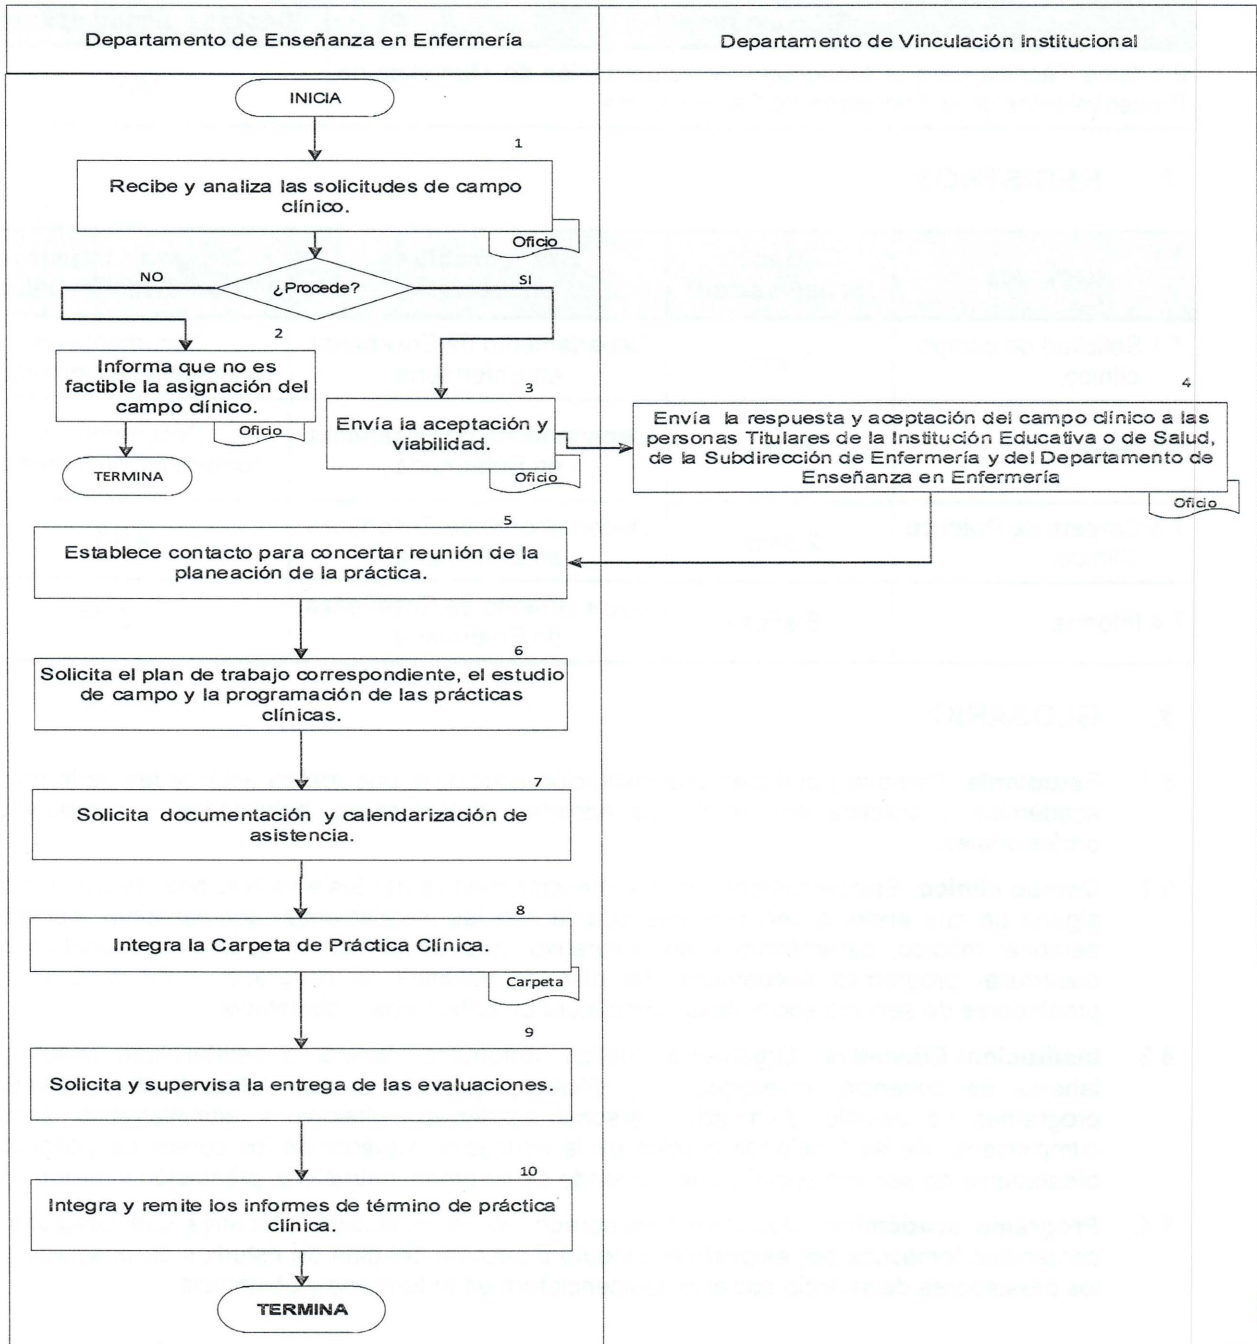 Departamento de Enseñanza en Enfermería
Departamento de Vinculación Institucional
INICIA
1
Recibe y analiza las solicitudes de campo
clínico.
Oficio
¿Procede?
NO
SI
2
Informa que no es
factible la asignación del
campo clínico.
Oficio
TERMINA
3
Envía la aceptación y
viabilidad.
Oficio
4
Envía la respuesta y aceptación del campo clínico a las
personas Titulares de la Institución Educativa o de Salud,
de la Subdirección de Enfermería y del Departamento de
Enseñanza en Enfermería
Oficio
5
Establece contacto para concertar reunión de la
planeación de la práctica.
6
Solicita el plan de trabajo correspondiente, el estudio
de campo y la programación de las prácticas
clínicas.
7
Solicita documentación y calendarización de
asistencia.
8
Integra la Carpeta de Práctica Clínica.
Carpeta
9
Solicita y supervisa la entrega de las evaluaciones.
10
Integra y remite los informes de término de práctica
clínica.
TERMINA